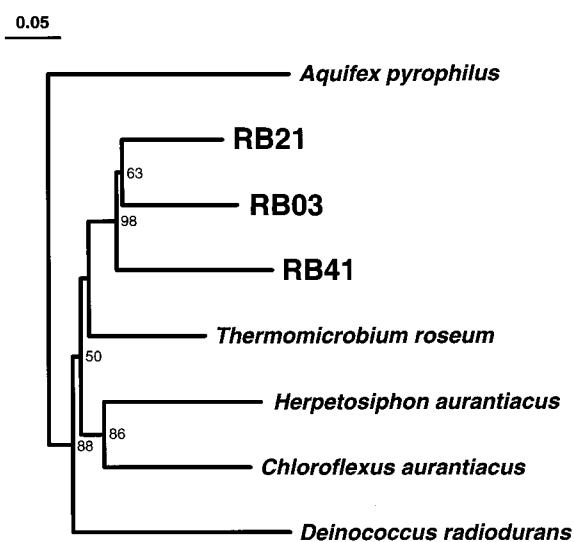 0.05
Aquifex pyrophilus
RB21
63
RB03
98
RB41
Thermomicrobium roseum
50
Herpetosiphon aurantiacus
86
88
Chloroflexus aurantiacus
Deinococcus radiodurans